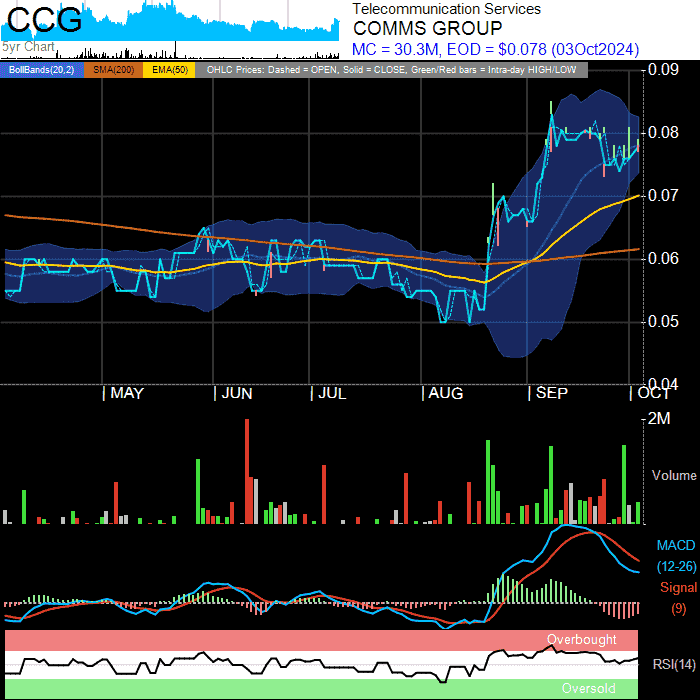 CCG
5yr Chart
Telecommunication Services
COMMS GROUP
MC = 30.3M, EOD = $0.078 (03Oct2024)
BollBands(20,2) SMA(200) EMA(50) OHLC Prices: Dashed = OPEN, Solid = CLOSE, Green/Red bars = Intra-day HIGH/LOW
0.09
0.08
0.07
0.06
0.05
0.04
MAY JUN JUL AUG SEP OCT
2M
Volume
MACD
(12-26)
Signal
(9)
Overbought
RSI(14)
Oversold